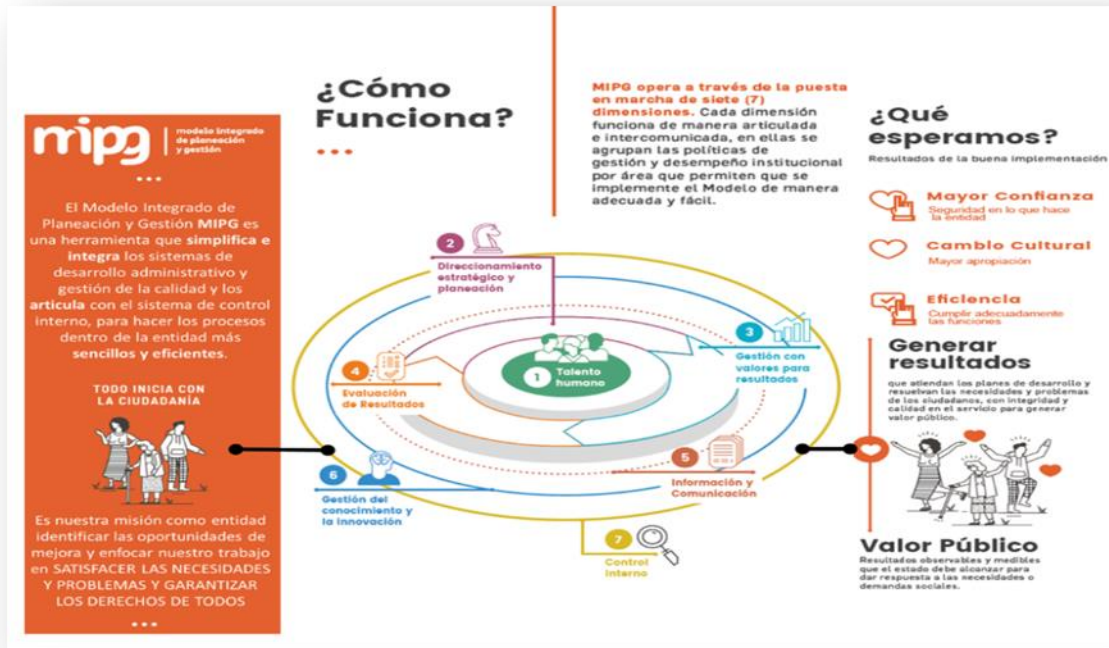 mipg
modelo integrado
de planeación
y gestión
El Modelo Integrado de
Planeación y Gestión MIPG es
una herramienta que simplifica e
integra los sistemas de
desarrollo administrativo y
gestión de la calidad y los
articula con el sistema de control
interno, para hacer los procesos
dentro de la entidad más
sencillos y eficientes.
TODO INICIA CON
LA CIUDADANÍA
Es nuestra misión como entidad
identificar las oportunidades de
mejora y enfocar nuestro trabajo
en SATISFACER LAS NECESIDADES
Y PROBLEMAS Y GARANTIZAR
LOS DERECHOS DE TODOS
¿Cómo
Funciona?
MIPG opera a través de la puesta
en marcha de siete (7)
dimensiones. Cada dimensión
funciona de manera articulada
e intercomunicada, en ellas se
agrupan las políticas de
gestión y desempeño institucional
por área que permiten que se
implemente el Modelo de manera
adecuada y fácil.
1
Talento
humano
2
Direccionamiento
estratégico y
planeación
3
Gestión con
valores para
resultados
4
Evaluación
de Resultados
5
Información y
Comunicación
6
Gestión del
conocimiento y
la innovación
7
Control
interno
¿Qué
esperamos?
Resultados de la buena implementación
Mayor Confianza
Seguridad en lo que hace
la entidad
Cambio Cultural
Mayor apropiación
Eficiencia
Cumplir adecuadamente
las funciones
Generar
resultados
que atiendan los planes de desarrollo y
resuelvan las necesidades y problemas
de los ciudadanos, con integridad y
calidad en el servicio para generar
valor público.
Valor Público
Resultados observables y medibles
que el estado debe alcanzar para
dar respuesta a las necesidades o
demandas sociales.